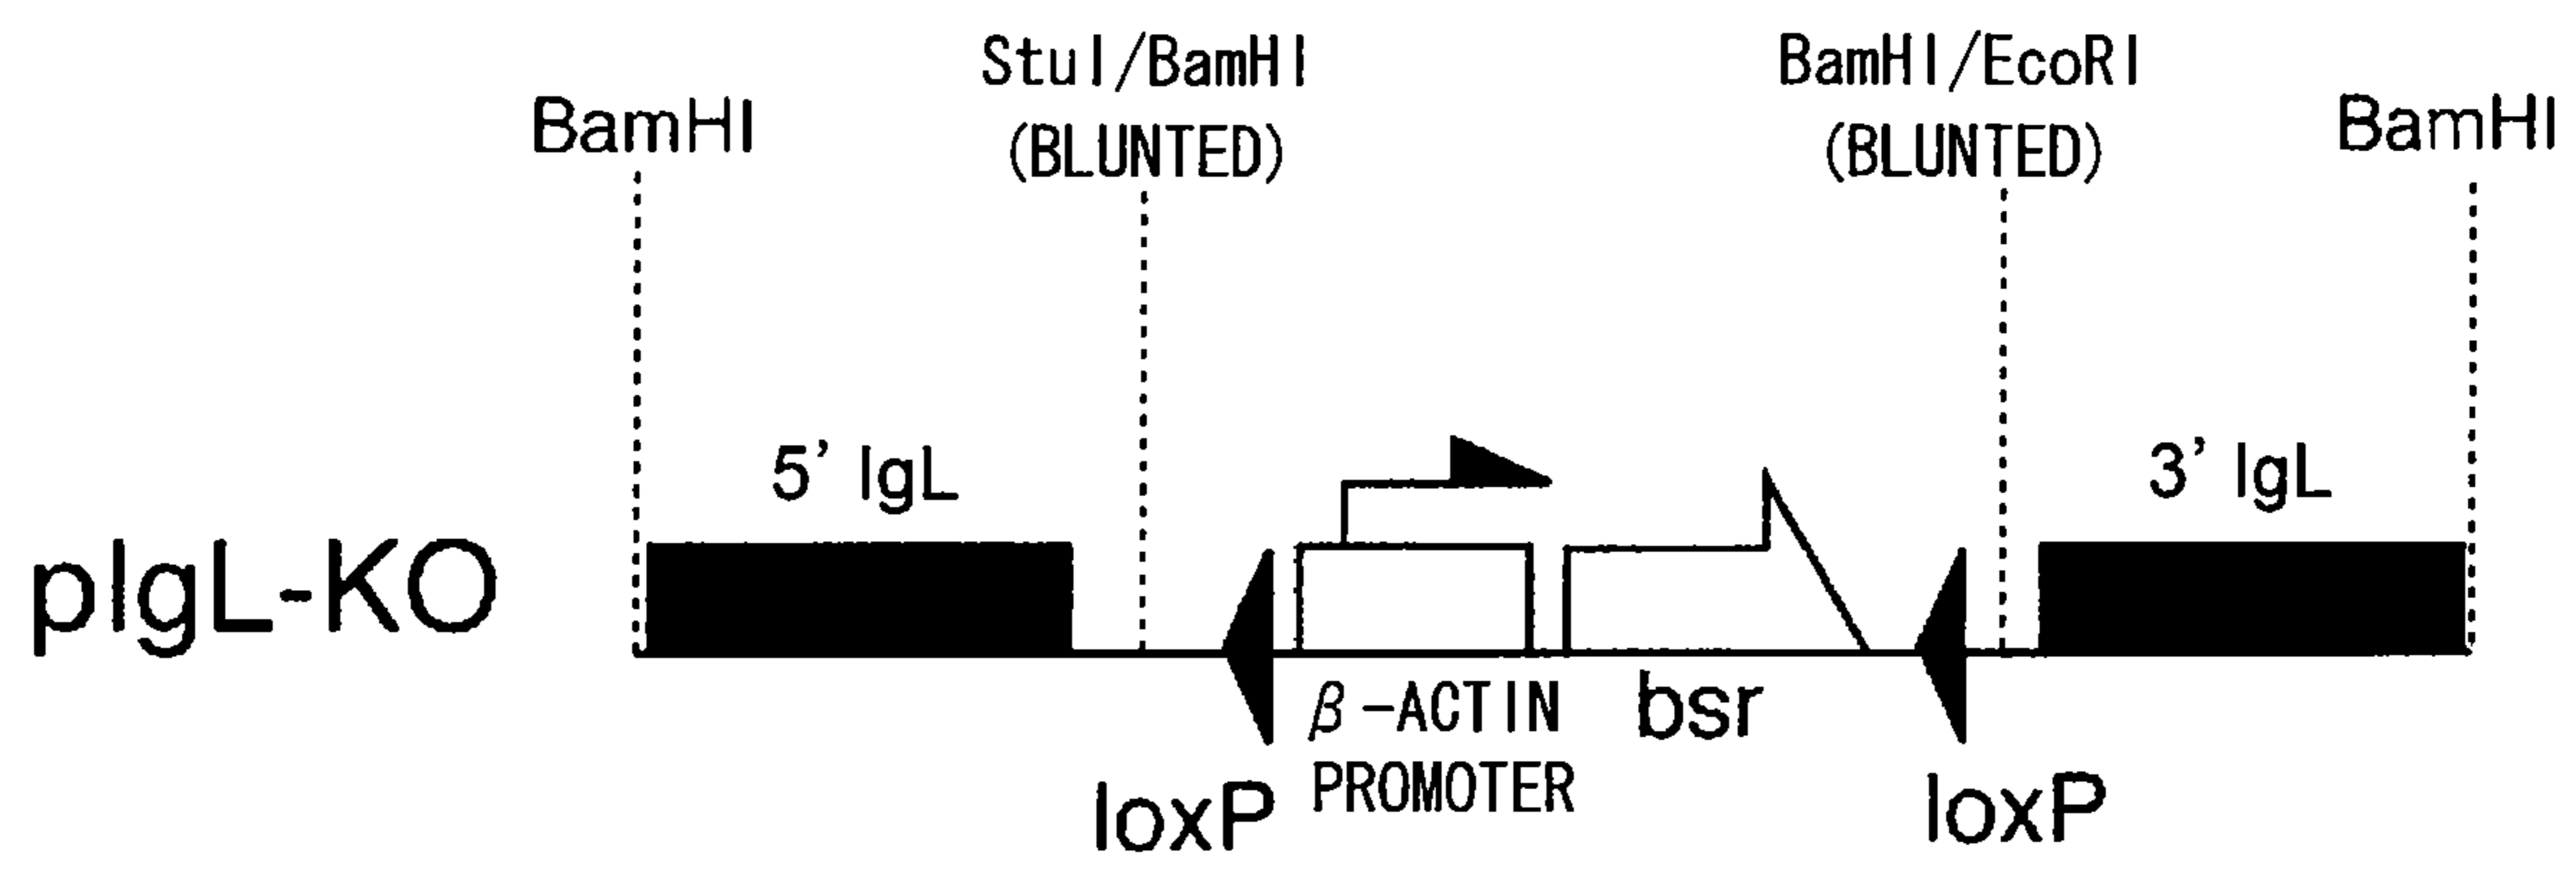 StuI/BamHI
BamHI/EcoRI
BamHI
(BLUNTED)
(BLUNTED)
BamHI
5' IgL
3' IgL
pIgL-KO
β-ACTIN
PROMOTER
bsr
loxP
loxP